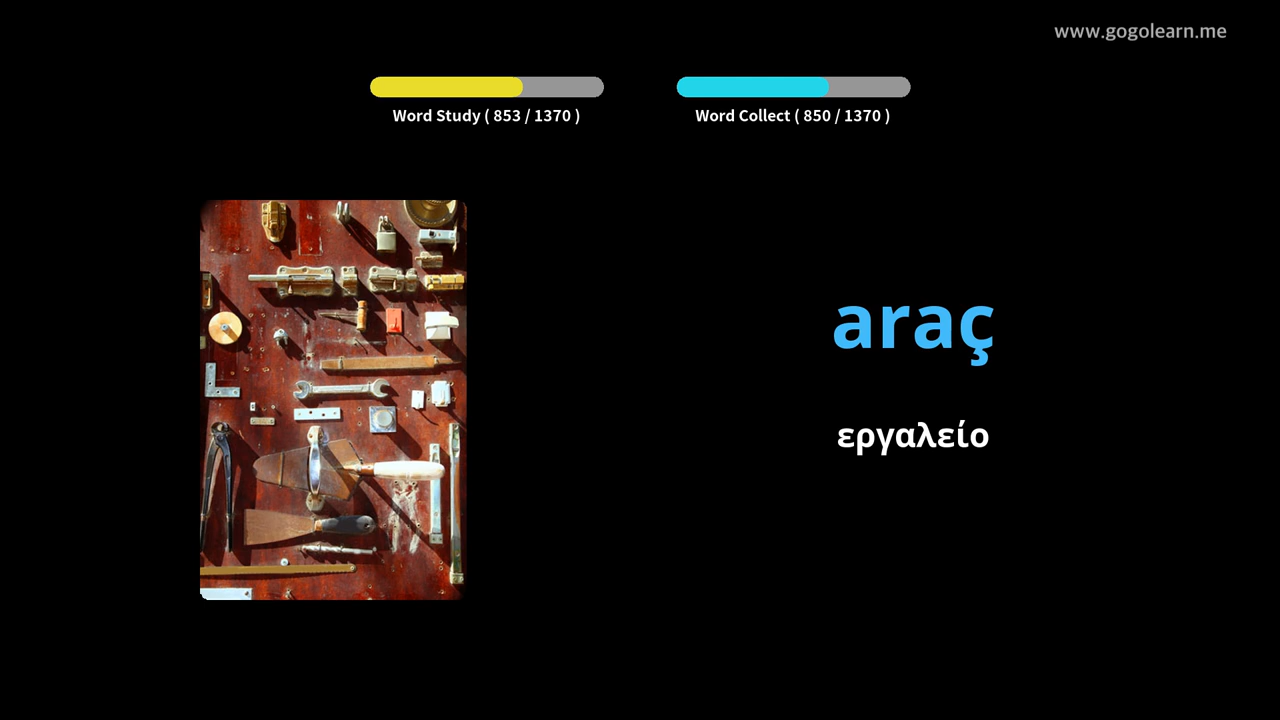 www.gogolearn.me
Word Study ( 853 / 1370 )
Word Collect ( 850 / 1370 )
araç
εργαλείο